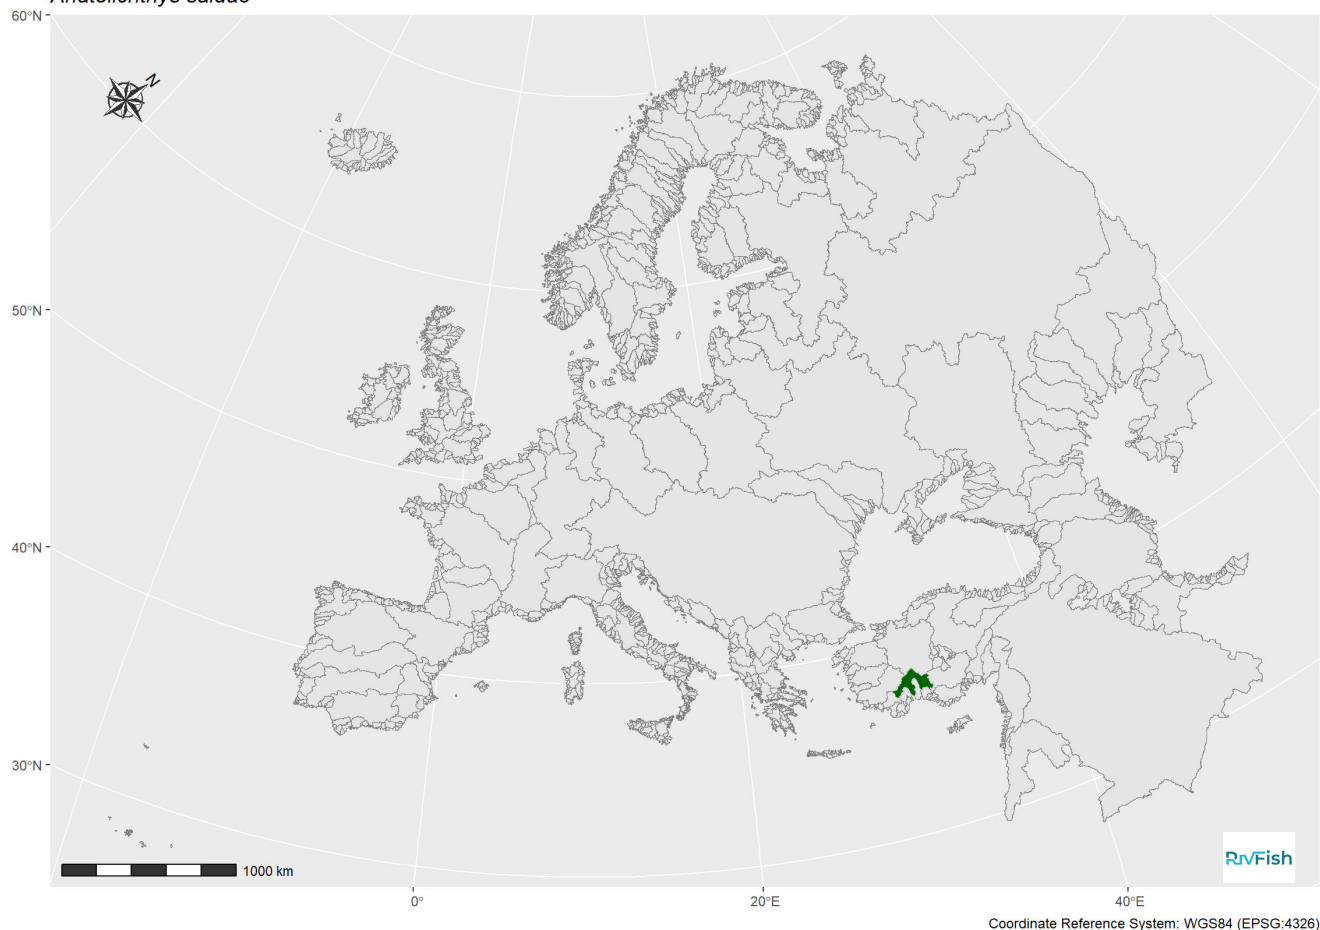 Anatolichthys saldae
60°N
N
50°N
40°N
30°N
1000 km
RIVFish
0°
20°E
40°E
Coordinate Reference System: WGS84 (EPSG:4326)